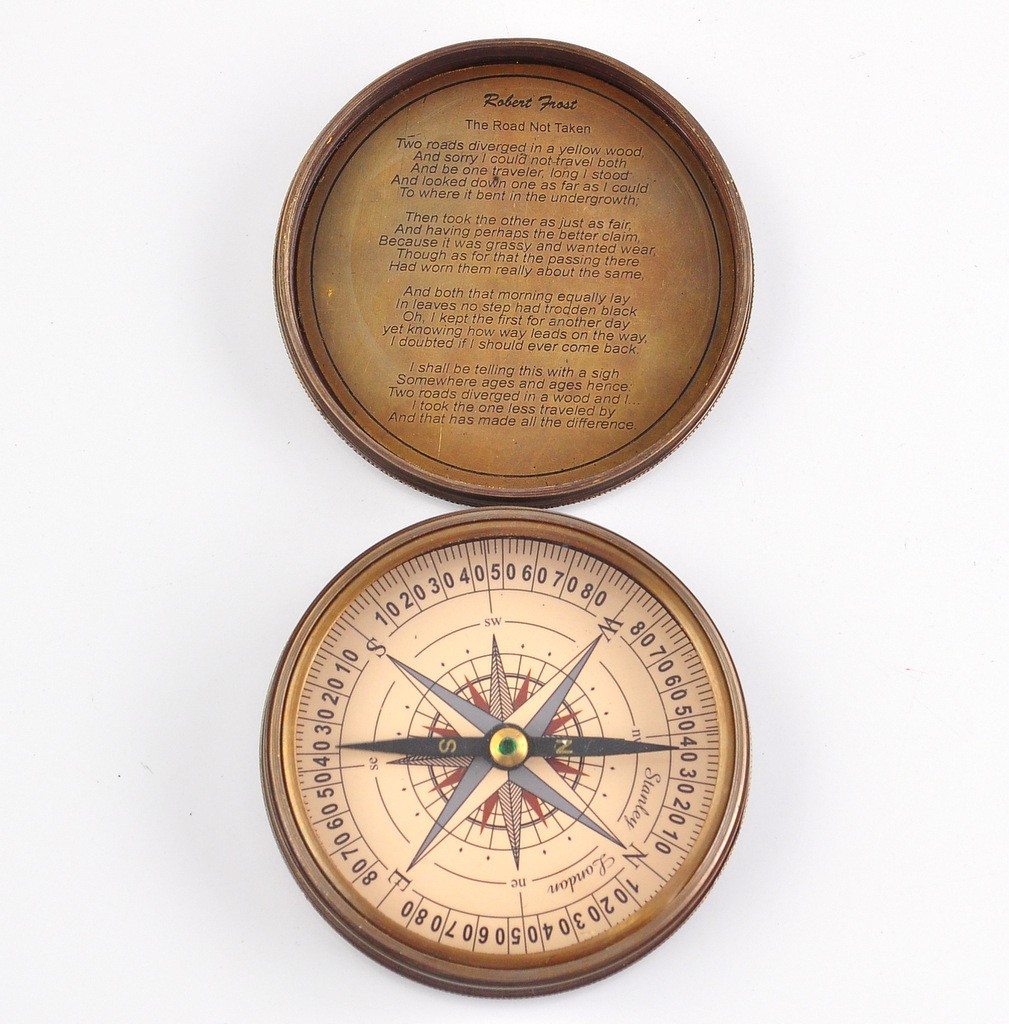 Robert Frost
The Road Not Taken
Two roads diverged in a yellow wood,
And sorry I could not travel both
And be one traveler, long I stood
And looked down one as far as I could
To where it bent in the undergrowth;
Then took the other as just as fair,
And having perhaps the better claim,
Because it was grassy and wanted wear,
Though as for that the passing there
Had worn them really about the same,
And both that morning equally lay
In leaves no step had trodden black
Oh, I kept the first for another day
yet knowing how way leads on the way,
I doubted if I should ever come back.
I shall be telling this with a sigh
Somewhere ages and ages hence:
Two roads diverged in a wood and I...
I took the one less traveled by
And that has made all the difference.
S 10 20 30 40 50 60 70 80 W
80 70 60 50 40 30 20 10 N
10 20 30 40 50 60 70 80 E
80 70 60 50 40 30 20 10
sw
nw
se
ne
S
N
Stanley
London